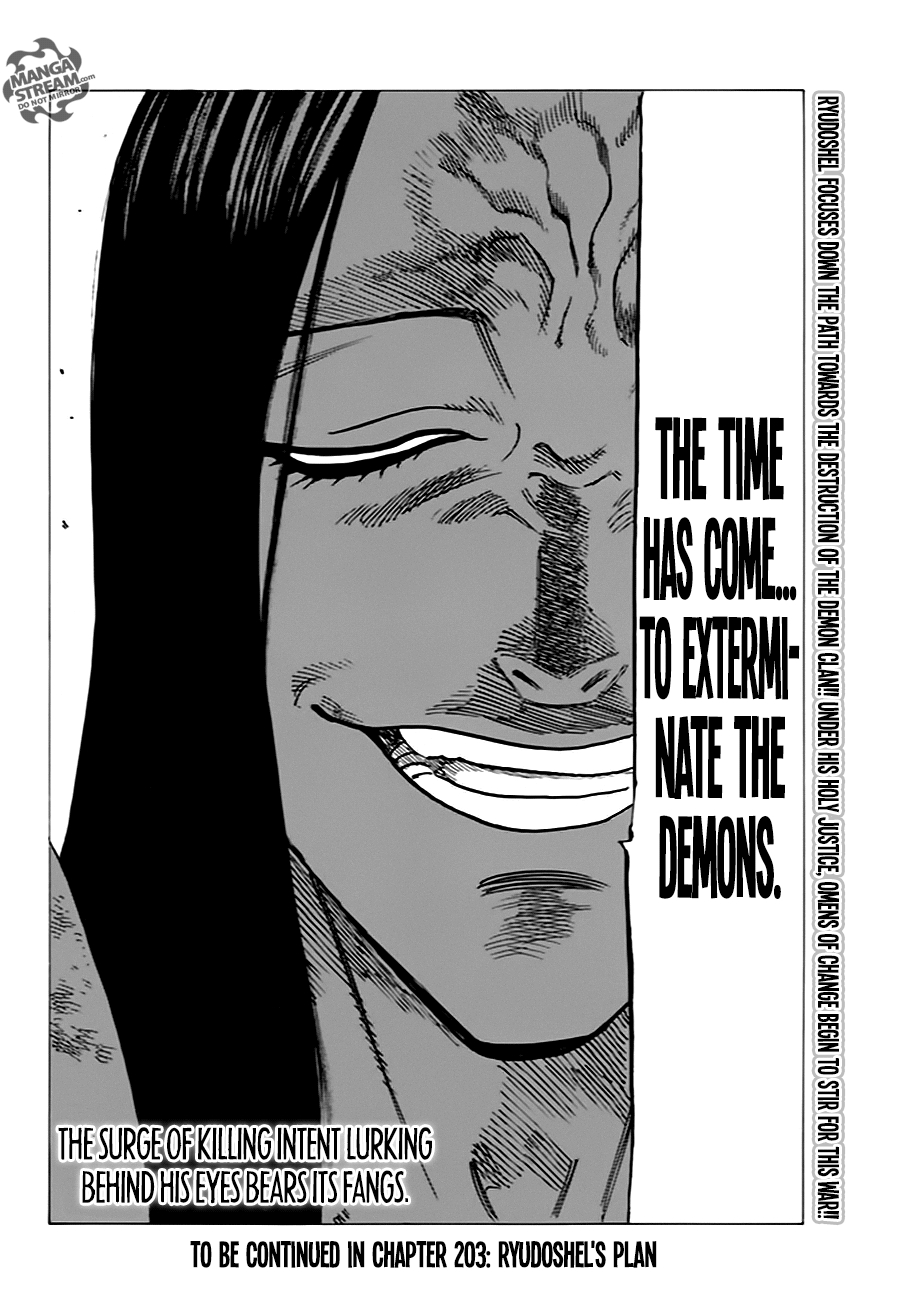 MANGA
STREAM.com
DO NOT MIRROR
RYUDOSHEL FOCUSES DOWN THE PATH TOWARDS THE DESTRUCTION OF THE DEMON CLAN!! UNDER HIS HOLY JUSTICE, OMENS OF CHANGE BEGIN TO STIR FOR THIS WAR!!
THE TIME
HAS COME...
TO EXTERMI-
NATE THE
DEMONS.
THE SURGE OF KILLING INTENT LURKING
BEHIND HIS EYES BEARS ITS FANGS.
TO BE CONTINUED IN CHAPTER 203: RYUDOSHEL'S PLAN